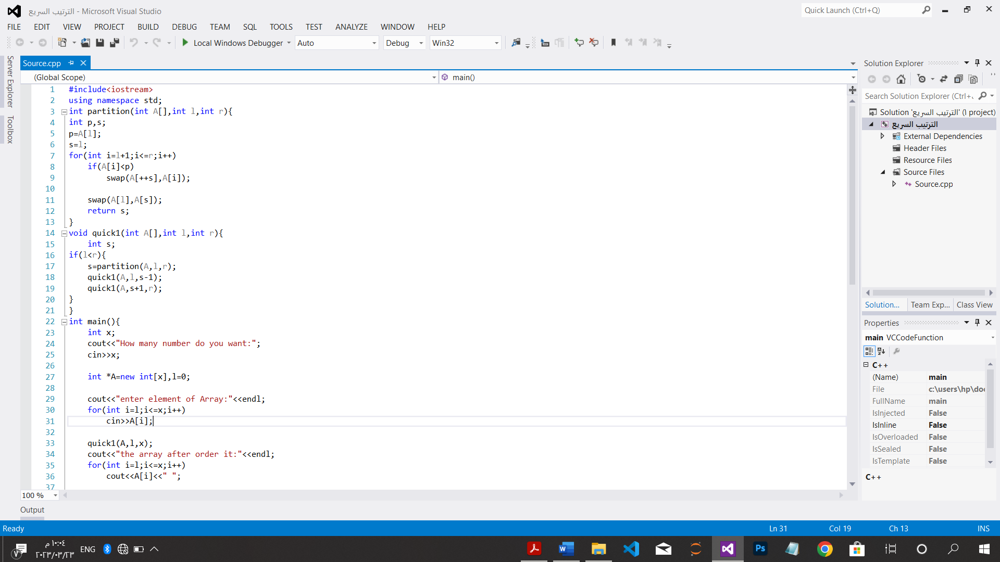 الترتيب السريع - Microsoft Visual Studio
Quick Launch (Ctrl+Q)
FILE EDIT VIEW PROJECT BUILD DEBUG TEAM SQL TOOLS TEST ANALYZE WINDOW HELP
Local Windows Debugger Auto Debug Win32
Server Explorer
Toolbox
Source.cpp
(Global Scope) main()
1 #include<iostream>
2 using namespace std;
3 int partition(int A[],int l,int r){
4 int p,s;
5 p=A[l];
6 s=l;
7 for(int i=l+1;i<=r;i++)
8     if(A[i]<p)
9         swap(A[++s],A[i]);
10
11     swap(A[l],A[s]);
12     return s;
13 }
14 void quick1(int A[],int l,int r){
15     int s;
16 if(l<r){
17     s=partition(A,l,r);
18     quick1(A,l,s-1);
19     quick1(A,s+1,r);
20 }
21 }
22 int main(){
23     int x;
24     cout<<"How many number do you want:";
25     cin>>x;
26
27     int *A=new int[x],l=0;
28
29     cout<<"enter element of Array:"<<endl;
30     for(int i=l;i<=x;i++)
31         cin>>A[i];
32
33     quick1(A,l,x);
34     cout<<"the array after order it:"<<endl;
35     for(int i=l;i<=x;i++)
36         cout<<A[i]<<" ";
37
100 %
Output
Solution Explorer
Search Solution Explorer (Ctrl+
Solution 'الترتيب السريع' (١ project)
الترتيب السريع
External Dependencies
Header Files
Resource Files
Source Files
Source.cpp
Solution... Team Exp... Class View
Properties
main VCCodeFunction
C++
(Name) main
File c:\users\hp\doc
FullName main
IsInjected False
IsInline False
IsOverloaded False
IsSealed False
IsTemplate False
C++
Ready Ln 31 Col 19 Ch 13 INS
٧
١٠:٠٤ م
٢٠٢٣/٠٣/٢٣
ENG
Ps